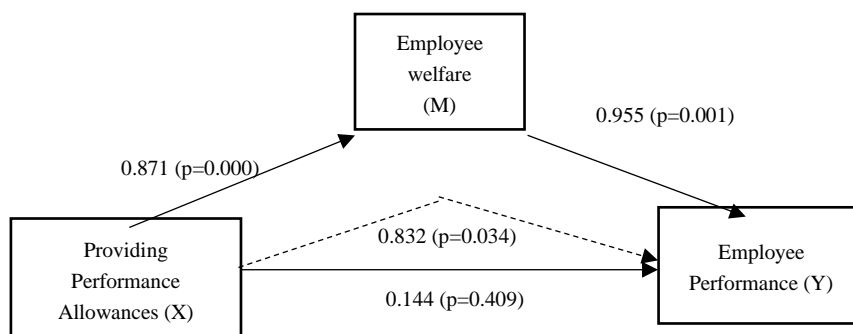 Employee
welfare
(M)
0.955 (p=0.001)
0.871 (p=0.000)
Providing
Performance
Allowances (X)
0.832 (p=0.034)
Employee
Performance (Y)
0.144 (p=0.409)